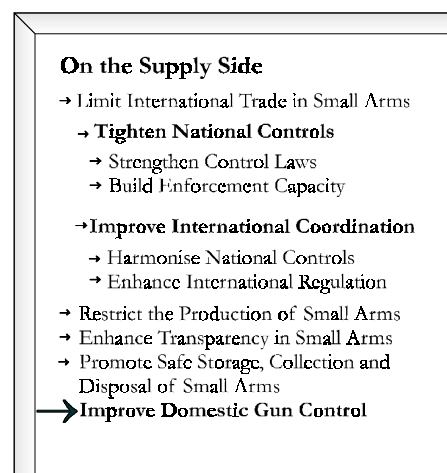 On the Supply Side
→ Limit International Trade in Small Arms
→ Tighten National Controls
→ Strengthen Control Laws
→ Build Enforcement Capacity
→Improve International Coordination
→ Harmonise National Controls
→ Enhance International Regulation
→ Restrict the Production of Small Arms
→ Enhance Transparency in Small Arms
→ Promote Safe Storage, Collection and
Disposal of Small Arms
→Improve Domestic Gun Control